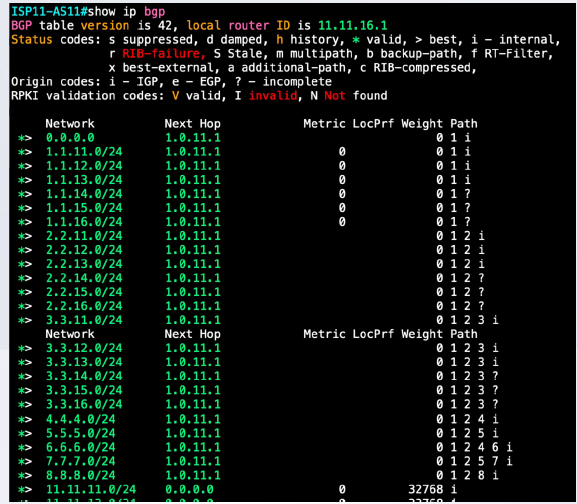 ISP11-AS11#show ip bgp
BGP table version is 42, local router ID is 11.11.16.1
Status codes: s suppressed, d damped, h history, * valid, > best, i - internal,
r RIB-failure, S Stale, m multipath, b backup-path, f RT-Filter,
x best-external, a additional-path, c RIB-compressed,
Origin codes: i - IGP, e - EGP, ? - incomplete
RPKI validation codes: V valid, I invalid, N Not found
Network Next Hop Metric LocPrf Weight Path
*> 0.0.0.0 1.0.11.1 0 1 i
*> 1.1.11.0/24 1.0.11.1 0 0 1 i
*> 1.1.12.0/24 1.0.11.1 0 0 1 i
*> 1.1.13.0/24 1.0.11.1 0 0 1 i
*> 1.1.14.0/24 1.0.11.1 0 0 1 ?
*> 1.1.15.0/24 1.0.11.1 0 0 1 ?
*> 1.1.16.0/24 1.0.11.1 0 0 1 ?
*> 2.2.11.0/24 1.0.11.1 0 1 2 i
*> 2.2.12.0/24 1.0.11.1 0 1 2 i
*> 2.2.13.0/24 1.0.11.1 0 1 2 i
*> 2.2.14.0/24 1.0.11.1 0 1 2 ?
*> 2.2.15.0/24 1.0.11.1 0 1 2 ?
*> 2.2.16.0/24 1.0.11.1 0 1 2 ?
*> 3.3.11.0/24 1.0.11.1 0 1 2 3 i
Network Next Hop Metric LocPrf Weight Path
*> 3.3.12.0/24 1.0.11.1 0 1 2 3 i
*> 3.3.13.0/24 1.0.11.1 0 1 2 3 i
*> 3.3.14.0/24 1.0.11.1 0 1 2 3 ?
*> 3.3.15.0/24 1.0.11.1 0 1 2 3 ?
*> 3.3.16.0/24 1.0.11.1 0 1 2 3 ?
*> 4.4.4.0/24 1.0.11.1 0 1 2 4 i
*> 5.5.5.0/24 1.0.11.1 0 1 2 5 i
*> 6.6.6.0/24 1.0.11.1 0 1 2 4 6 i
*> 7.7.7.0/24 1.0.11.1 0 1 2 5 7 i
*> 8.8.8.0/24 1.0.11.1 0 1 2 8 i
*> 11.11.11.0/24 0.0.0.0 0 32768 i